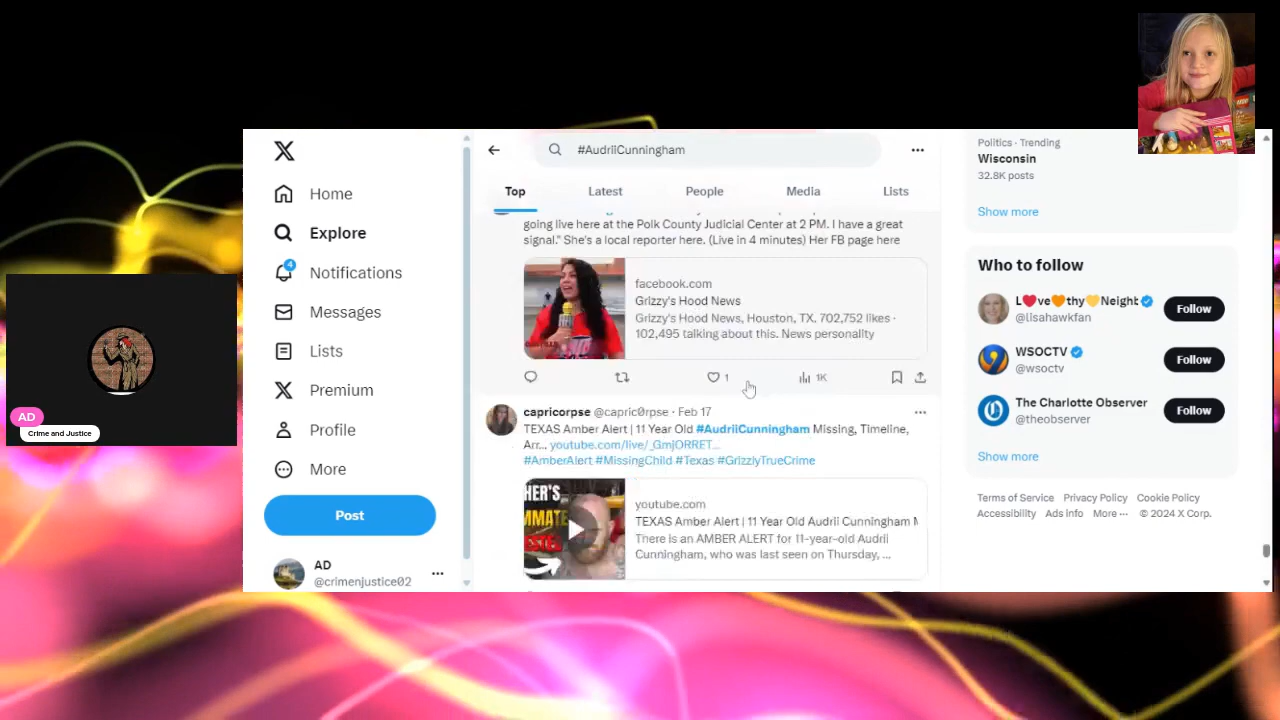 AD
Crime and Justice
Home
Explore
4
Notifications
Messages
Lists
Premium
Profile
More
Post
AD
@crimenjustice02
#AudriiCunningham
Top
Latest
People
Media
Lists
going live here at the Polk County Judicial Center at 2 PM. I have a great
signal." She's a local reporter here. (Live in 4 minutes) Her FB page here
facebook.com
Grizzy's Hood News
Grizzy's Hood News, Houston, TX. 702,752 likes ·
102,495 talking about this. News personality
1
1K
capricorpse @capric0rpse · Feb 17
TEXAS Amber Alert | 11 Year Old #AudriiCunningham Missing, Timeline,
Arr... youtube.com/live/_GmjORRET...
#AmberAlert #MissingChild #Texas #GrizzlyTrueCrime
HER'S
MMATE
ESTED
youtube.com
TEXAS Amber Alert | 11 Year Old Audrii Cunningham M
There is an AMBER ALERT for 11-year-old Audrii
Cunningham, who was last seen on Thursday, ...
Politics · Trending
Wisconsin
32.8K posts
Show more
Who to follow
L❤️ve🧡thy💛Neighb
@lisahawkfan
Follow
WSOCTV
@wsoctv
Follow
The Charlotte Observer
@theobserver
Follow
Show more
Terms of Service Privacy Policy Cookie Policy
Accessibility Ads info More ··· © 2024 X Corp.